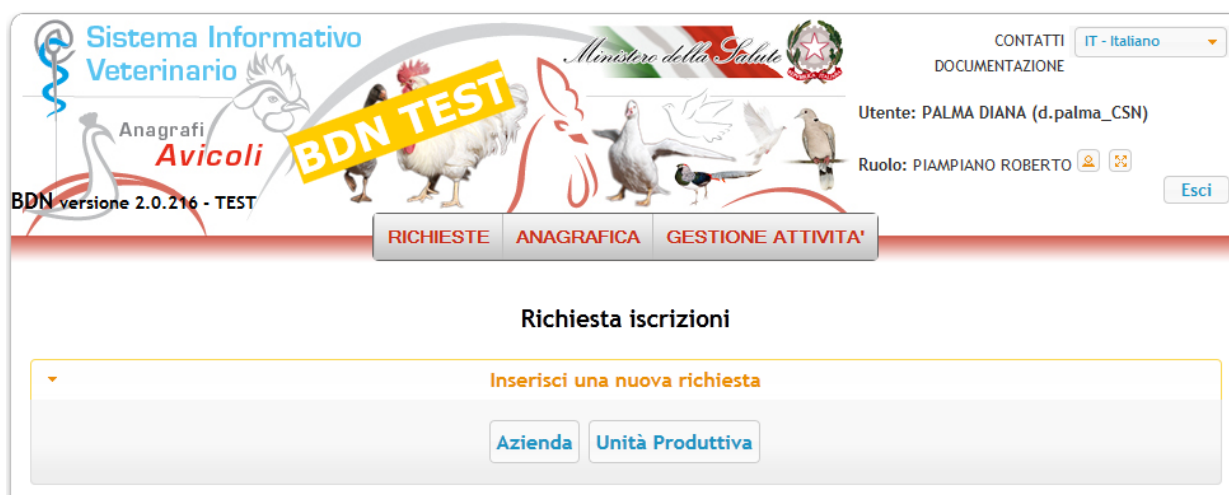 Sistema Informativo
Veterinario
Anagrafi
Avicoli
BDN versione 2.0.216 - TEST
BDN TEST
Ministero della Salute
CONTATTI
IT - Italiano
DOCUMENTAZIONE
Utente: PALMA DIANA (d.palma_CSN)
Ruolo: PIAMPIANO ROBERTO
Esci
RICHIESTE ANAGRAFICA GESTIONE ATTIVITA'
Richiesta iscrizioni
Inserisci una nuova richiesta
Azienda Unità Produttiva